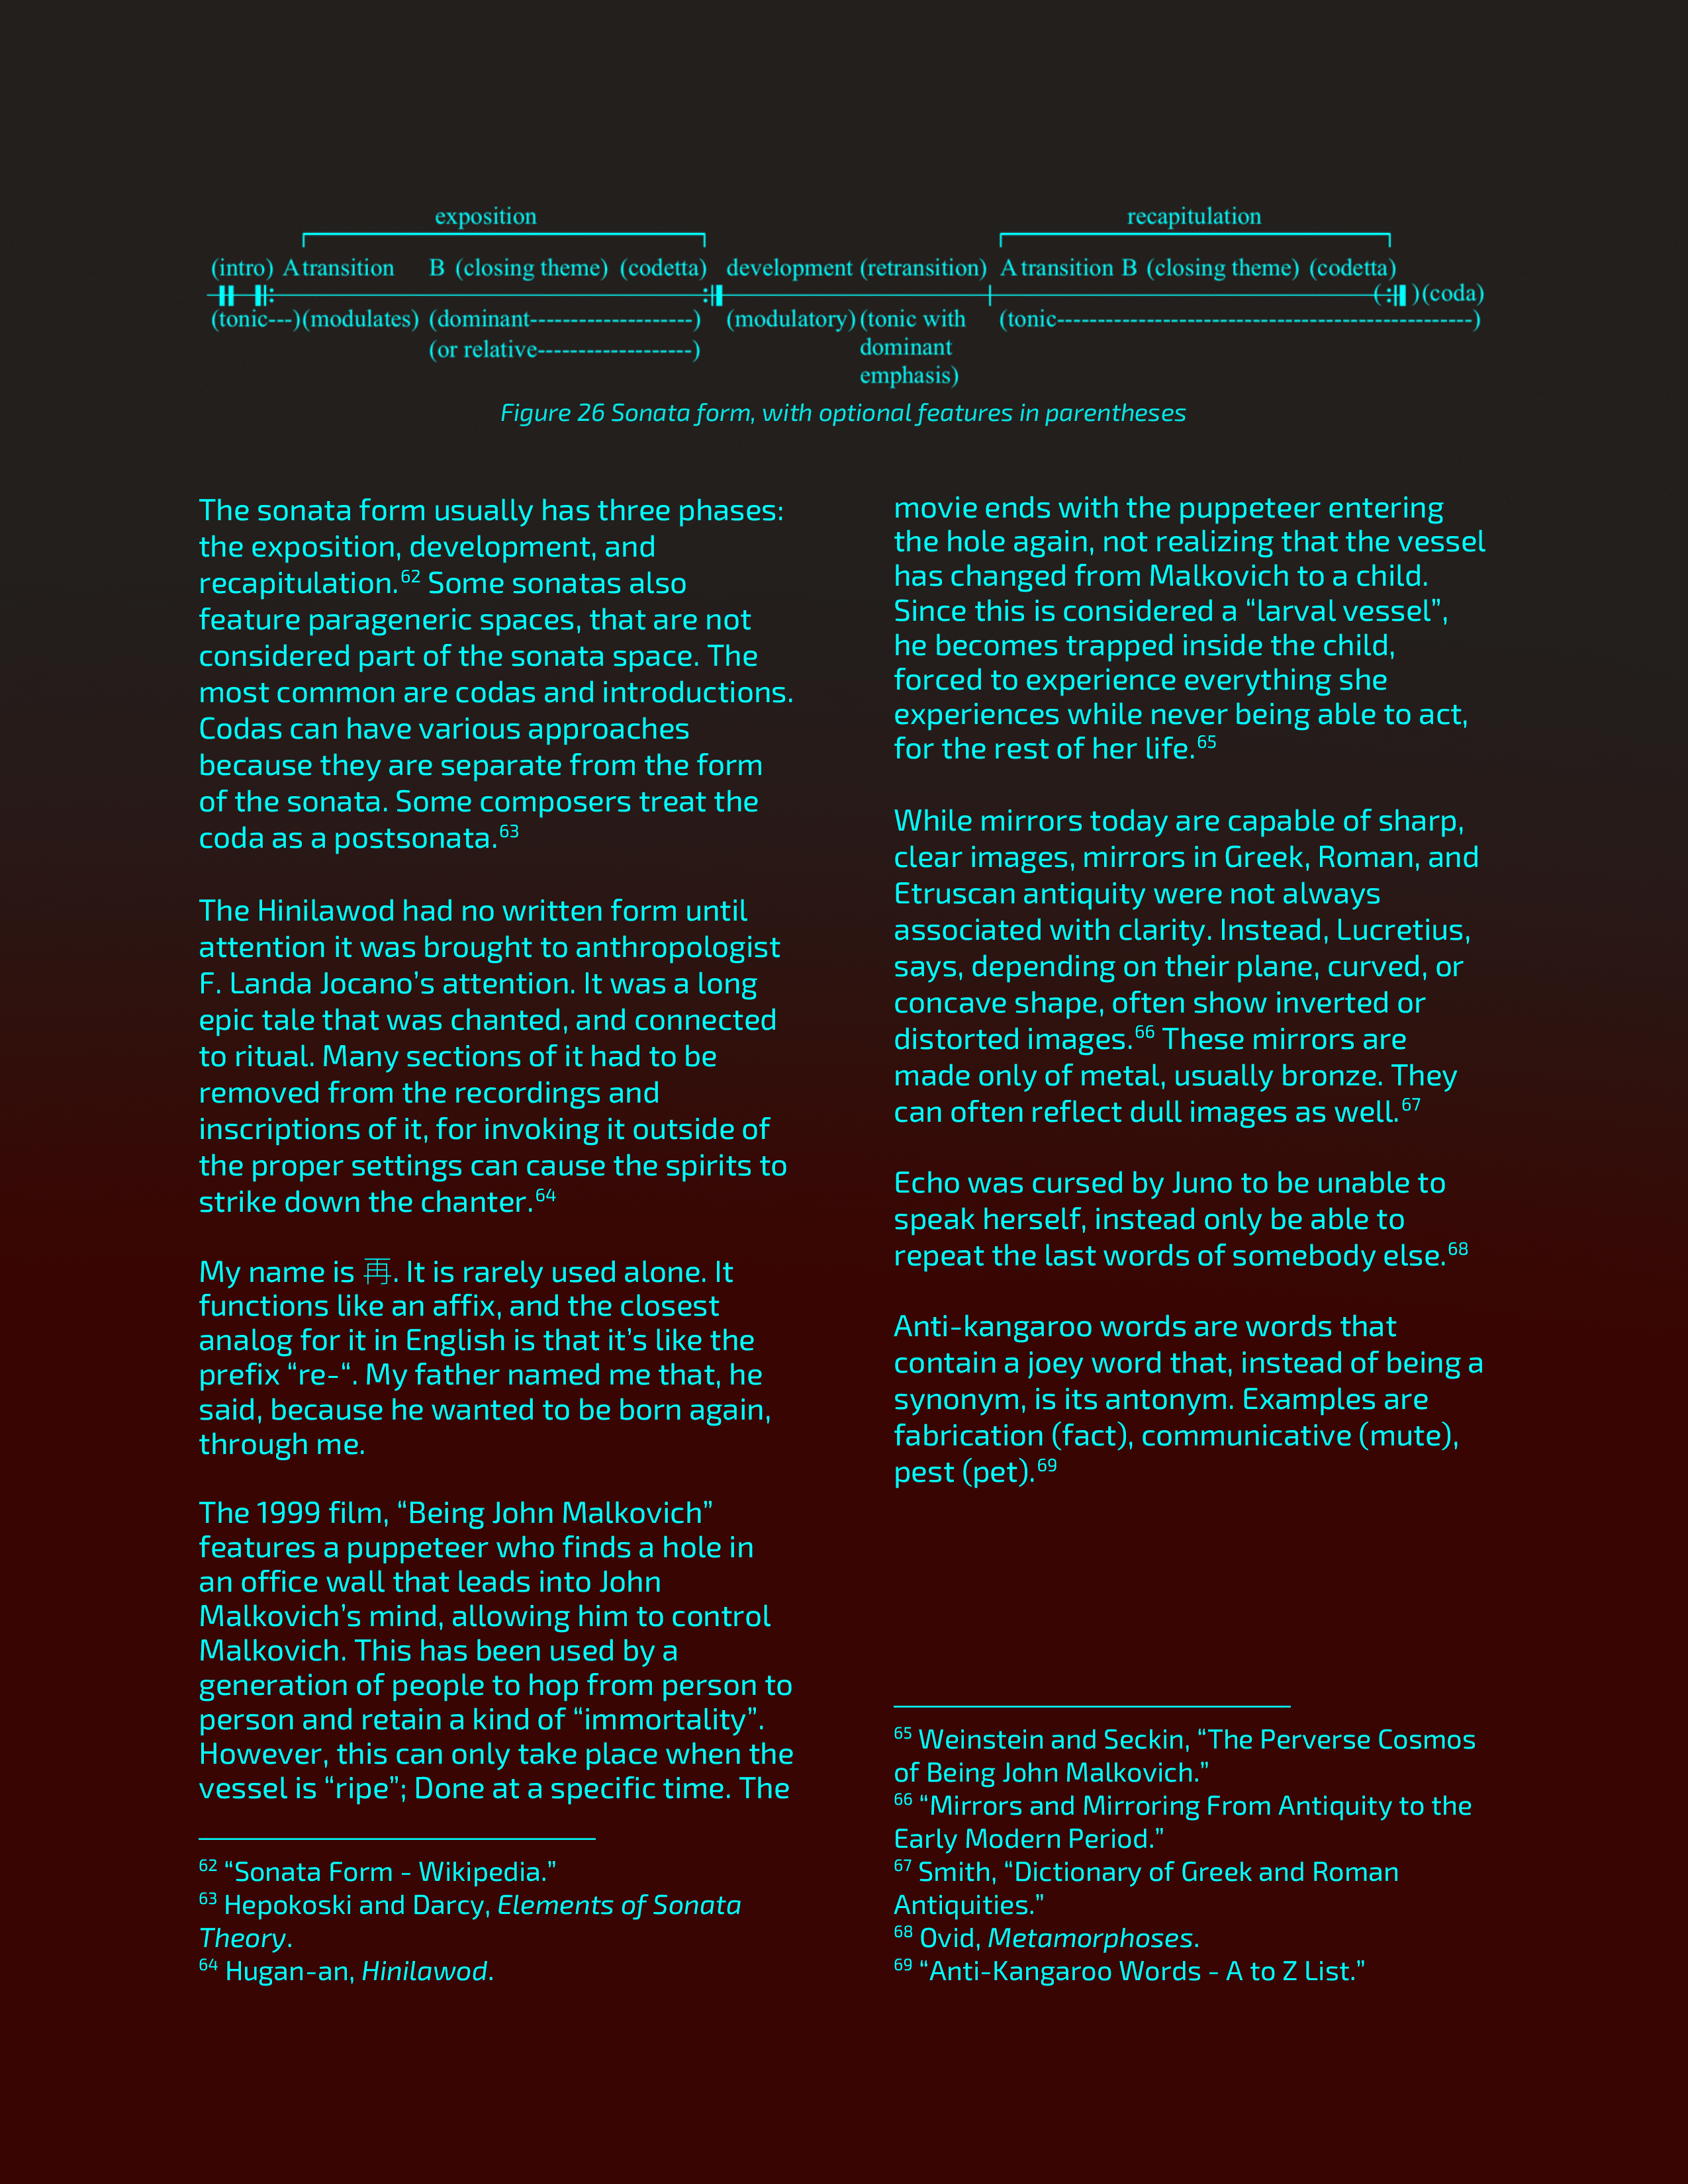 exposition
recapitulation
(intro) A transition B (closing theme) (codetta) development (retransition) A transition B (closing theme) (codetta)
( :‖ )(coda)
(tonic---)(modulates) (dominant--------------------) (modulatory) (tonic with (tonic---------------------------------------------------)
(or relative-------------------) dominant
emphasis)
Figure 26 Sonata form, with optional features in parentheses
The sonata form usually has three phases:
the exposition, development, and
recapitulation.62 Some sonatas also
feature parageneric spaces, that are not
considered part of the sonata space. The
most common are codas and introductions.
Codas can have various approaches
because they are separate from the form
of the sonata. Some composers treat the
coda as a postsonata.63
The Hinilawod had no written form until
attention it was brought to anthropologist
F. Landa Jocano’s attention. It was a long
epic tale that was chanted, and connected
to ritual. Many sections of it had to be
removed from the recordings and
inscriptions of it, for invoking it outside of
the proper settings can cause the spirits to
strike down the chanter.64
My name is 再. It is rarely used alone. It
functions like an affix, and the closest
analog for it in English is that it’s like the
prefix “re-“. My father named me that, he
said, because he wanted to be born again,
through me.
The 1999 film, “Being John Malkovich”
features a puppeteer who finds a hole in
an office wall that leads into John
Malkovich’s mind, allowing him to control
Malkovich. This has been used by a
generation of people to hop from person to
person and retain a kind of “immortality”.
However, this can only take place when the
vessel is “ripe”; Done at a specific time. The
62 “Sonata Form - Wikipedia.”
63 Hepokoski and Darcy, Elements of Sonata
Theory.
64 Hugan-an, Hinilawod.
movie ends with the puppeteer entering
the hole again, not realizing that the vessel
has changed from Malkovich to a child.
Since this is considered a “larval vessel”,
he becomes trapped inside the child,
forced to experience everything she
experiences while never being able to act,
for the rest of her life.65
While mirrors today are capable of sharp,
clear images, mirrors in Greek, Roman, and
Etruscan antiquity were not always
associated with clarity. Instead, Lucretius,
says, depending on their plane, curved, or
concave shape, often show inverted or
distorted images.66 These mirrors are
made only of metal, usually bronze. They
can often reflect dull images as well.67
Echo was cursed by Juno to be unable to
speak herself, instead only be able to
repeat the last words of somebody else.68
Anti-kangaroo words are words that
contain a joey word that, instead of being a
synonym, is its antonym. Examples are
fabrication (fact), communicative (mute),
pest (pet).69
65 Weinstein and Seckin, “The Perverse Cosmos
of Being John Malkovich.”
66 “Mirrors and Mirroring From Antiquity to the
Early Modern Period.”
67 Smith, “Dictionary of Greek and Roman
Antiquities.”
68 Ovid, Metamorphoses.
69 “Anti-Kangaroo Words - A to Z List.”